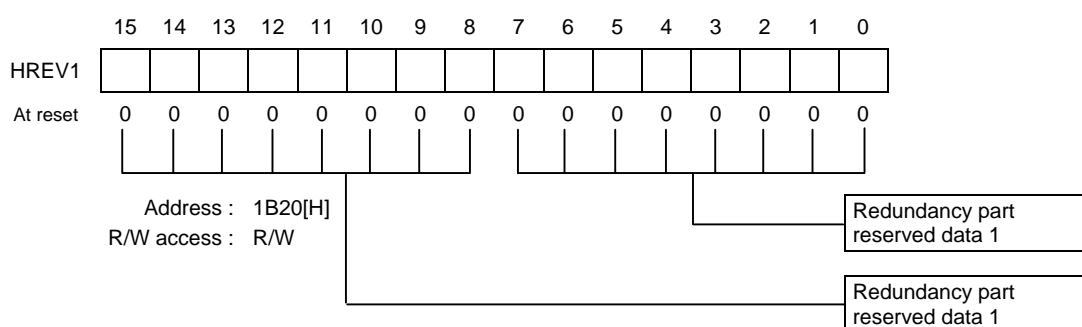 15 14 13 12 11 10 9 8 7 6 5 4 3 2 1 0
HREV1
At reset 0 0 0 0 0 0 0 0 0 0 0 0 0 0 0 0
Address : 1B20[H]
R/W access : R/W
Redundancy part
reserved data 1
Redundancy part
reserved data 1